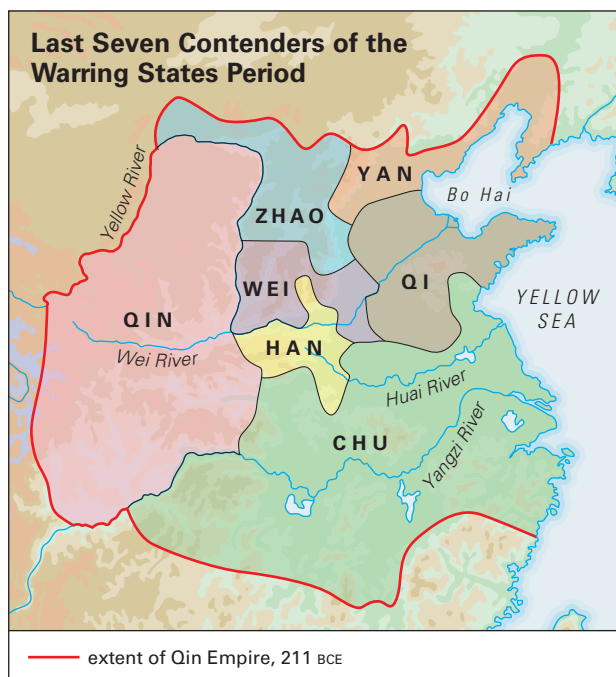 Last Seven Contenders of the
Warring States Period
YAN
Yellow River
Bo Hai
ZHAO
WEI
QI
YELLOW
SEA
QIN
Wei River
HAN
Huai River
CHU
Yangzi River
extent of Qin Empire, 211 BCE